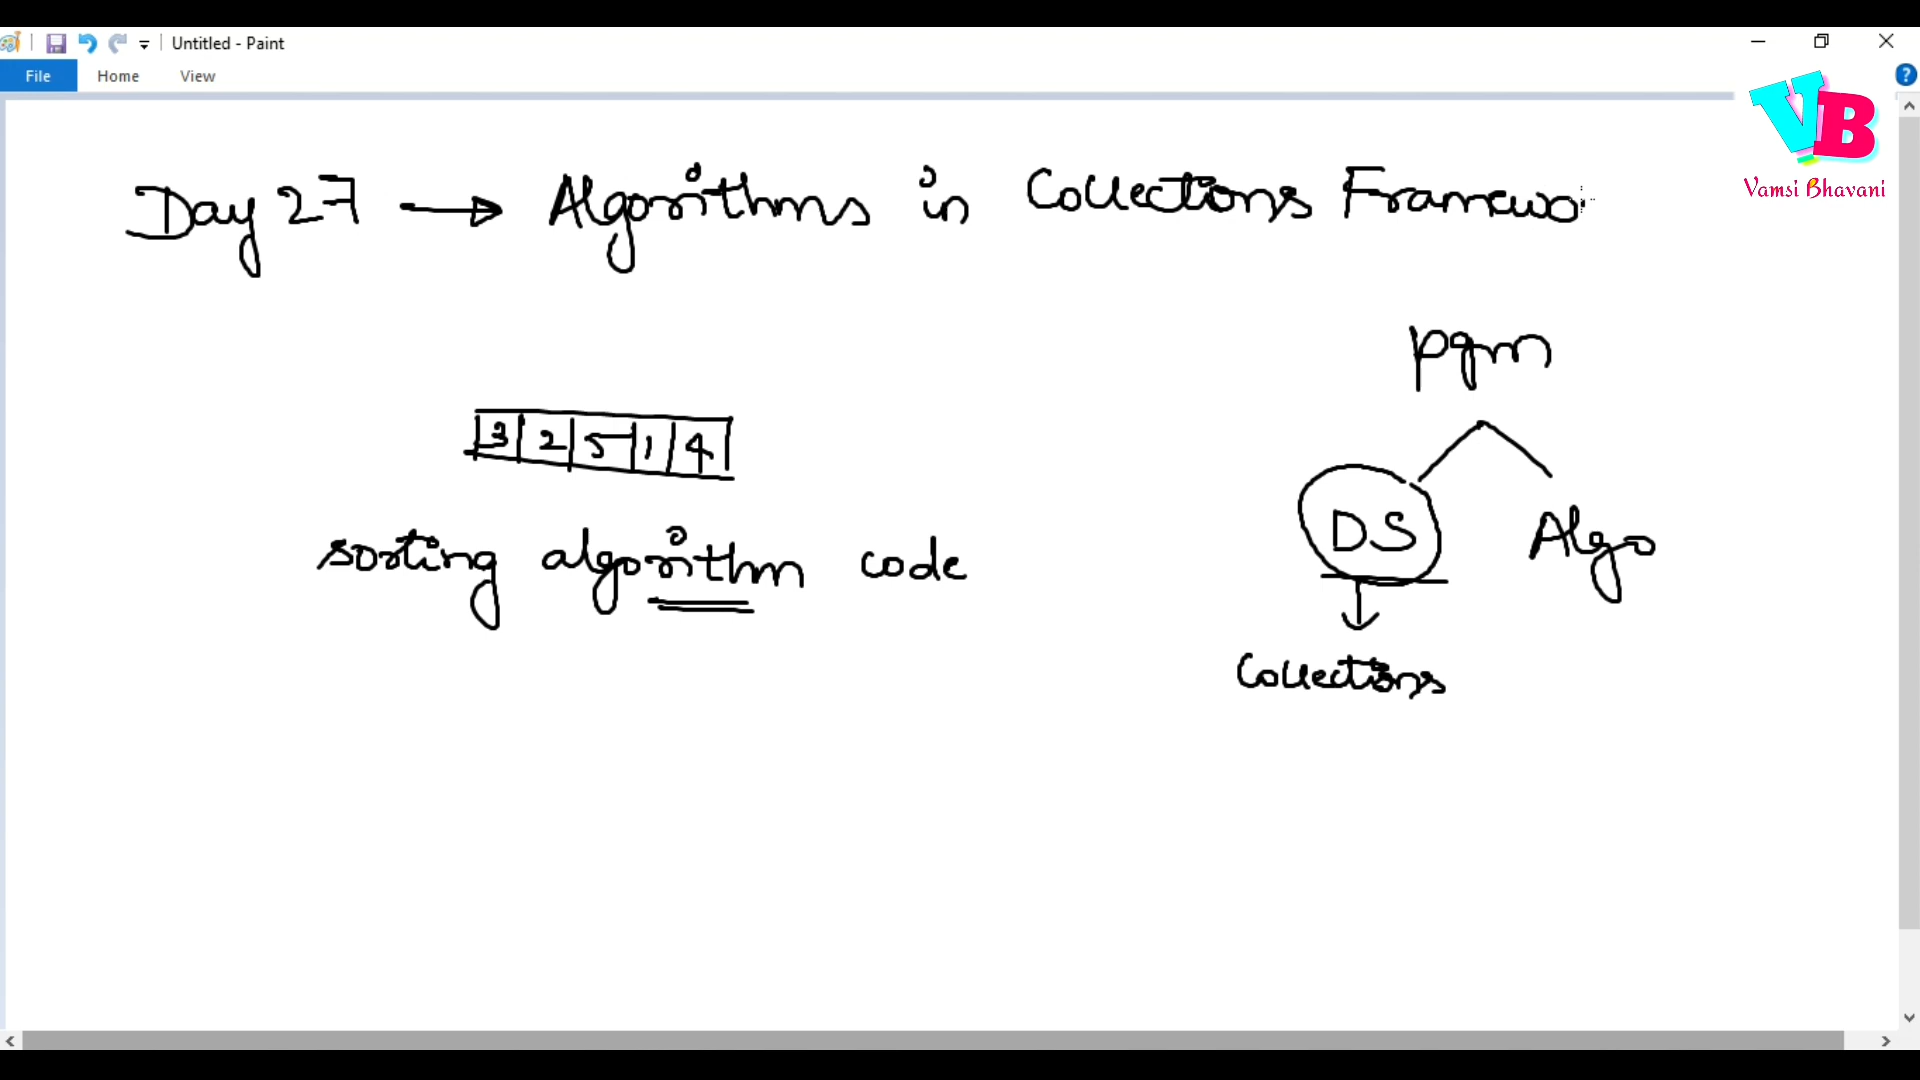 Untitled - Paint
File Home View
VB
Vamsi Bhavani
Day 27 → Algorithms in Collections Framewo
pgm
3 2 5 1 4
DS Algo
sorting algorithm code
Collections